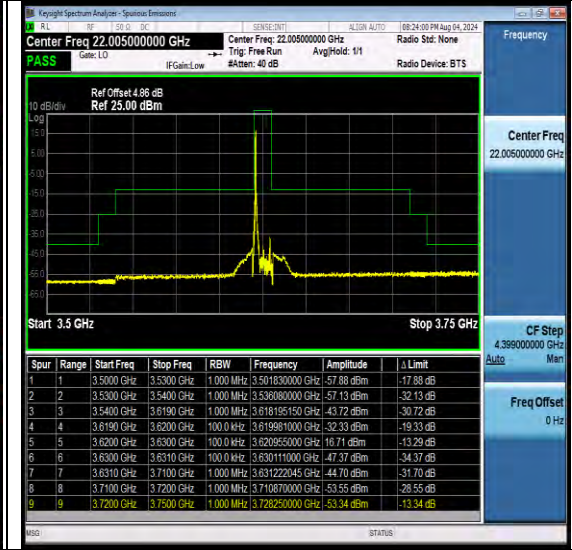 Keysight Spectrum Analyzer - Spurious Emissions
RL RF 50 Ω DC SENSE:INT ALIGN AUTO 08:24:00 PM Aug 04, 2024
Center Freq 22.005000000 GHz Center Freq: 22.005000000 GHz Radio Std: None Frequency
Gate: LO Trig: Free Run Avg|Hold: 1/1
PASS IFGain:Low #Atten: 40 dB Radio Device: BTS
Ref Offset 4.86 dB
10 dB/div Ref 25.00 dBm
Log
15.0
5.00
-5.00
-15.0
-25.0
-35.0
-45.0
-55.0
-65.0
Start 3.5 GHz Stop 3.75 GHz
Center Freq
22.005000000 GHz
CF Step
4.399000000 GHz
Auto Man
Freq Offset
0 Hz
Spur Range Start Freq Stop Freq RBW Frequency Amplitude Δ Limit
1 1 3.5000 GHz 3.5300 GHz 1.000 MHz 3.501830000 GHz -57.88 dBm -17.88 dB
2 2 3.5300 GHz 3.5400 GHz 1.000 MHz 3.536080000 GHz -57.13 dBm -32.13 dB
3 3 3.5400 GHz 3.6190 GHz 1.000 MHz 3.618195150 GHz -43.72 dBm -30.72 dB
4 4 3.6190 GHz 3.6200 GHz 100.0 kHz 3.619981000 GHz -32.33 dBm -19.33 dB
5 5 3.6200 GHz 3.6300 GHz 100.0 kHz 3.620955000 GHz 16.71 dBm -13.29 dB
6 6 3.6300 GHz 3.6310 GHz 100.0 kHz 3.630111000 GHz -47.37 dBm -34.37 dB
7 7 3.6310 GHz 3.7100 GHz 1.000 MHz 3.631222045 GHz -44.70 dBm -31.70 dB
8 8 3.7100 GHz 3.7200 GHz 1.000 MHz 3.710870000 GHz -53.55 dBm -28.55 dB
9 9 3.7200 GHz 3.7500 GHz 1.000 MHz 3.728250000 GHz -53.34 dBm -13.34 dB
MSG STATUS